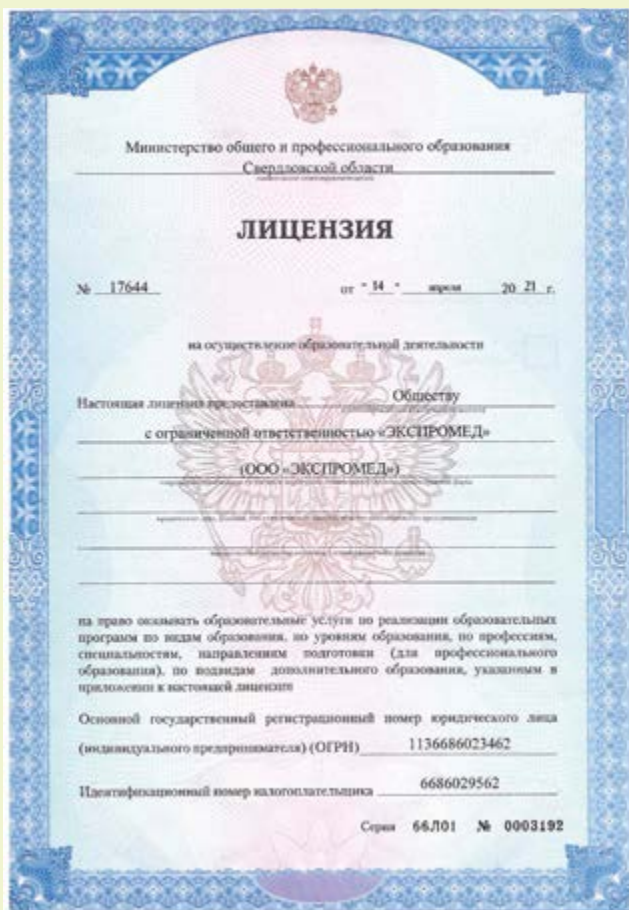 Министерство общего и профессионального образования
Свердловской области
ЛИЦЕНЗИЯ
№ 17644 от " 14 " апреля 20 21 г.
на осуществление образовательной деятельности
Настоящая лицензия предоставлена Обществу
с ограниченной ответственностью «ЭКСПРОМЕД»
(ООО «ЭКСПРОМЕД»)
на право оказывать образовательные услуги по реализации образовательных
программ по видам образования, по уровням образования, по профессиям,
специальностям, направлениям подготовки (для профессионального
образования), по подвидам дополнительного образования, указанным в
приложении к настоящей лицензии
Основной государственный регистрационный номер юридического лица
(индивидуального предпринимателя) (ОГРН) 1136686023462
Идентификационный номер налогоплательщика 6686029562
Серия 66Л01 № 0003192